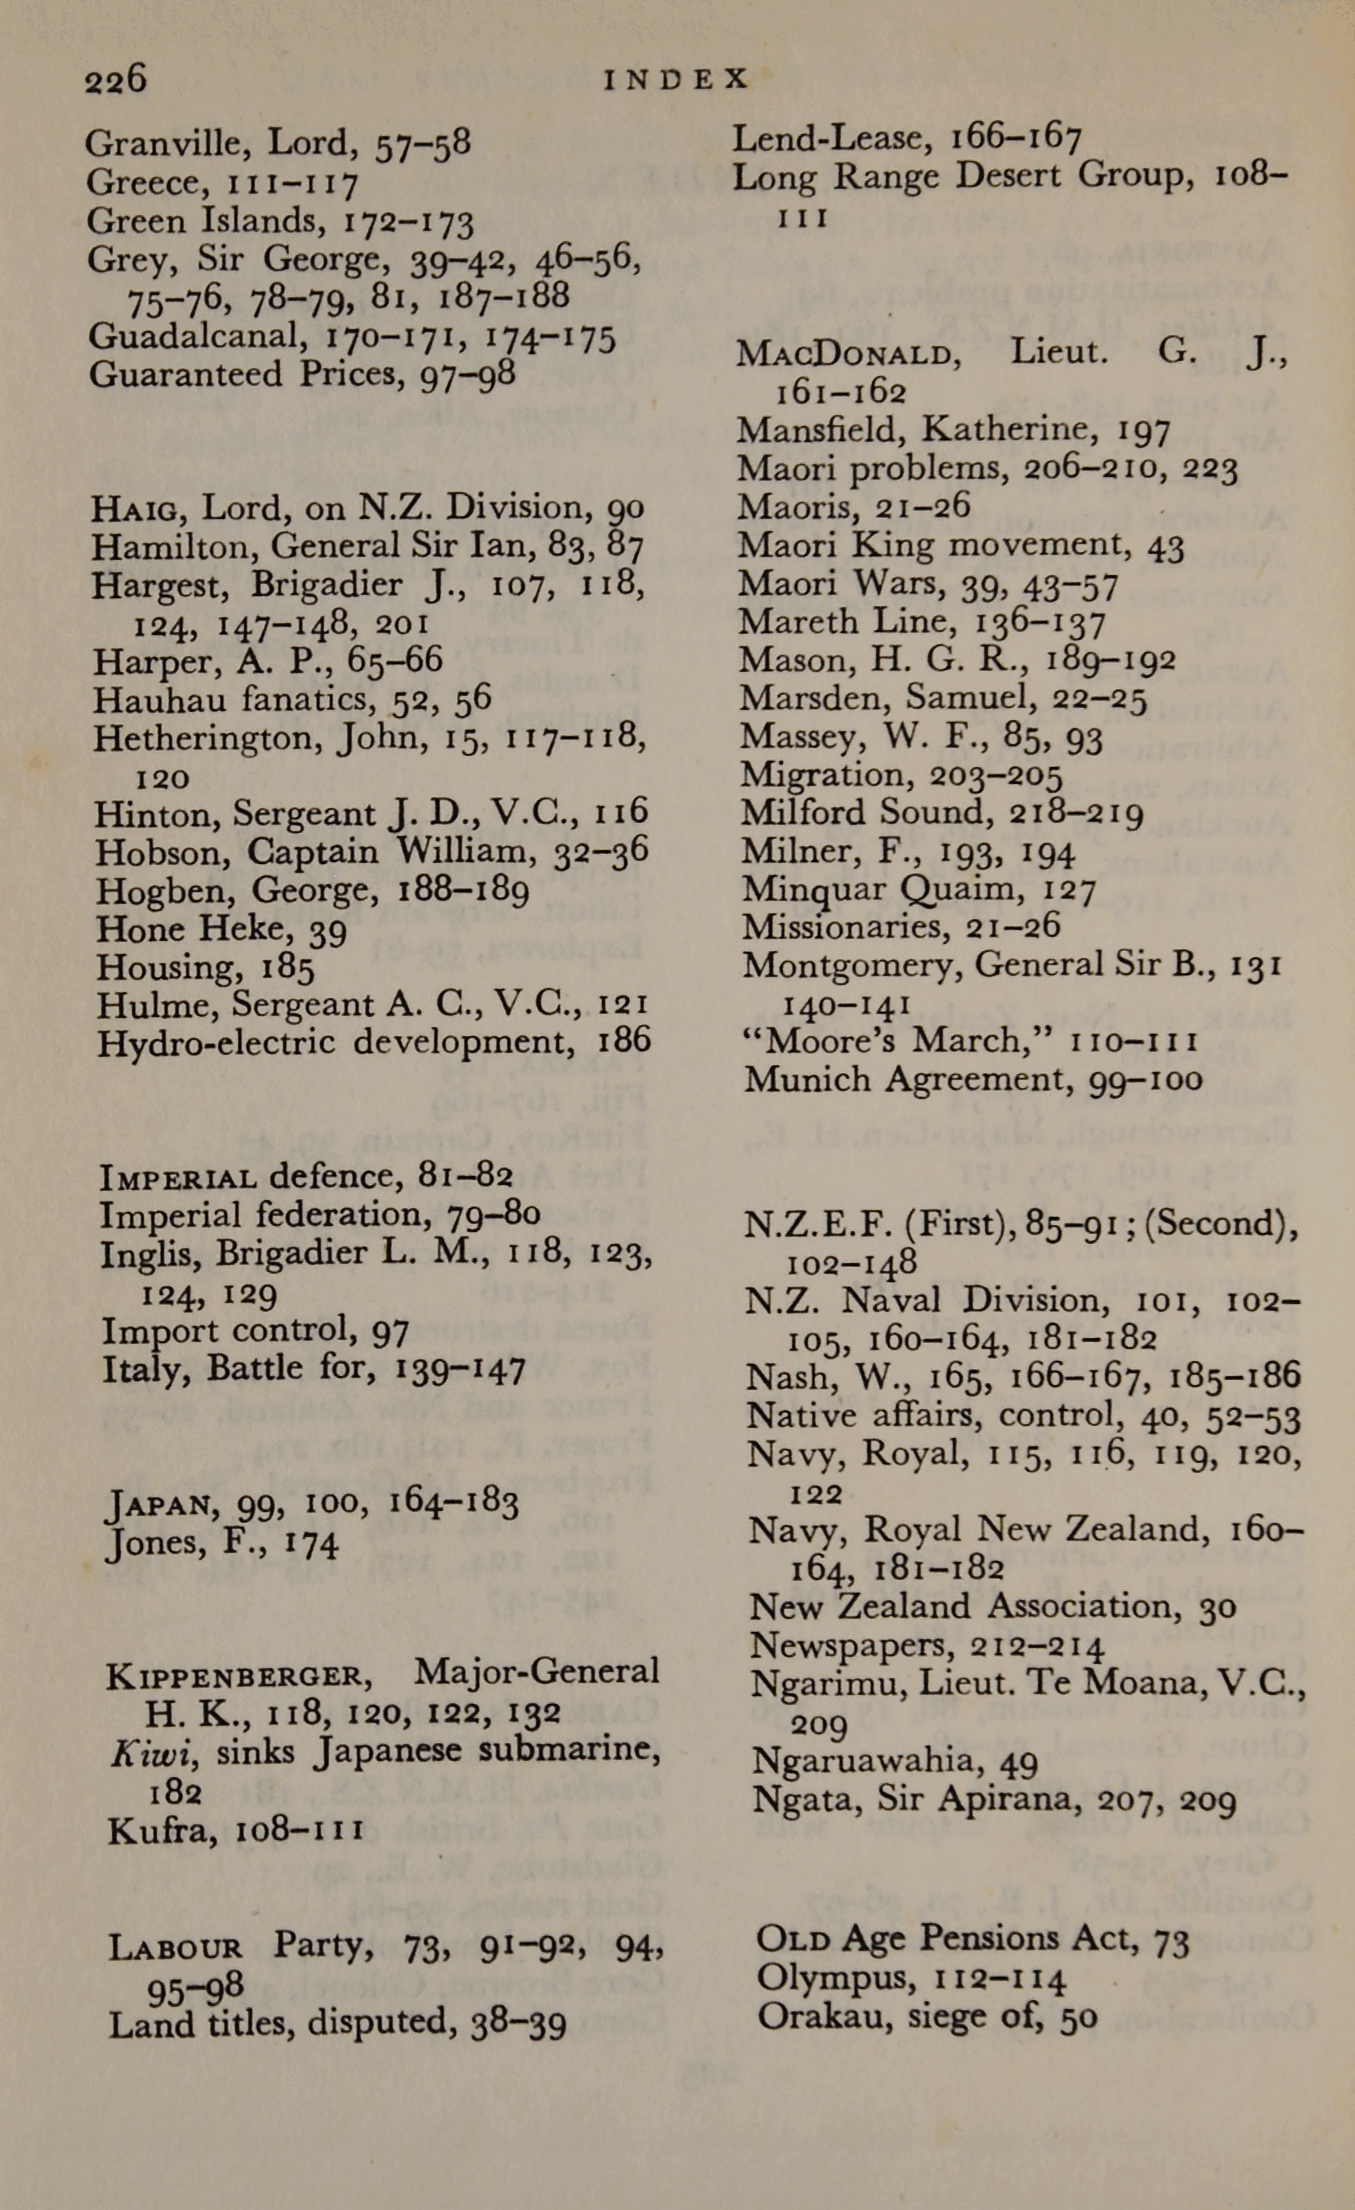 226 INDEX
Granville, Lord, 57–58
Greece, 111–117
Green Islands, 172–173
Grey, Sir George, 39–42, 46–56,
75–76, 78–79, 81, 187–188
Guadalcanal, 170–171, 174–175
Guaranteed Prices, 97–98
HAIG, Lord, on N.Z. Division, 90
Hamilton, General Sir Ian, 83, 87
Hargest, Brigadier J., 107, 118,
124, 147–148, 201
Harper, A. P., 65–66
Hauhau fanatics, 52, 56
Hetherington, John, 15, 117–118,
120
Hinton, Sergeant J. D., V.C., 116
Hobson, Captain William, 32–36
Hogben, George, 188–189
Hone Heke, 39
Housing, 185
Hulme, Sergeant A. C., V.C., 121
Hydro-electric development, 186
IMPERIAL defence, 81–82
Imperial federation, 79–80
Inglis, Brigadier L. M., 118, 123,
124, 129
Import control, 97
Italy, Battle for, 139–147
JAPAN, 99, 100, 164–183
Jones, F., 174
KIPPENBERGER, Major-General
H. K., 118, 120, 122, 132
Kiwi, sinks Japanese submarine,
182
Kufra, 108–111
LABOUR Party, 73, 91–92, 94,
95–98
Land titles, disputed, 38–39
Lend-Lease, 166–167
Long Range Desert Group, 108–
111
MACDONALD, Lieut. G. J.,
161–162
Mansfield, Katherine, 197
Maori problems, 206–210, 223
Maoris, 21–26
Maori King movement, 43
Maori Wars, 39, 43–57
Mareth Line, 136–137
Mason, H. G. R., 189–192
Marsden, Samuel, 22–25
Massey, W. F., 85, 93
Migration, 203–205
Milford Sound, 218–219
Milner, F., 193, 194
Minquar Quaim, 127
Missionaries, 21–26
Montgomery, General Sir B., 131
140–141
“Moore’s March,” 110–111
Munich Agreement, 99–100
N.Z.E.F. (First), 85–91; (Second),
102–148
N.Z. Naval Division, 101, 102–
105, 160–164, 181–182
Nash, W., 165, 166–167, 185–186
Native affairs, control, 40, 52–53
Navy, Royal, 115, 116, 119, 120,
122
Navy, Royal New Zealand, 160–
164, 181–182
New Zealand Association, 30
Newspapers, 212–214
Ngarimu, Lieut. Te Moana, V.C.,
209
Ngaruawahia, 49
Ngata, Sir Apirana, 207, 209
OLD Age Pensions Act, 73
Olympus, 112–114
Orakau, siege of, 50